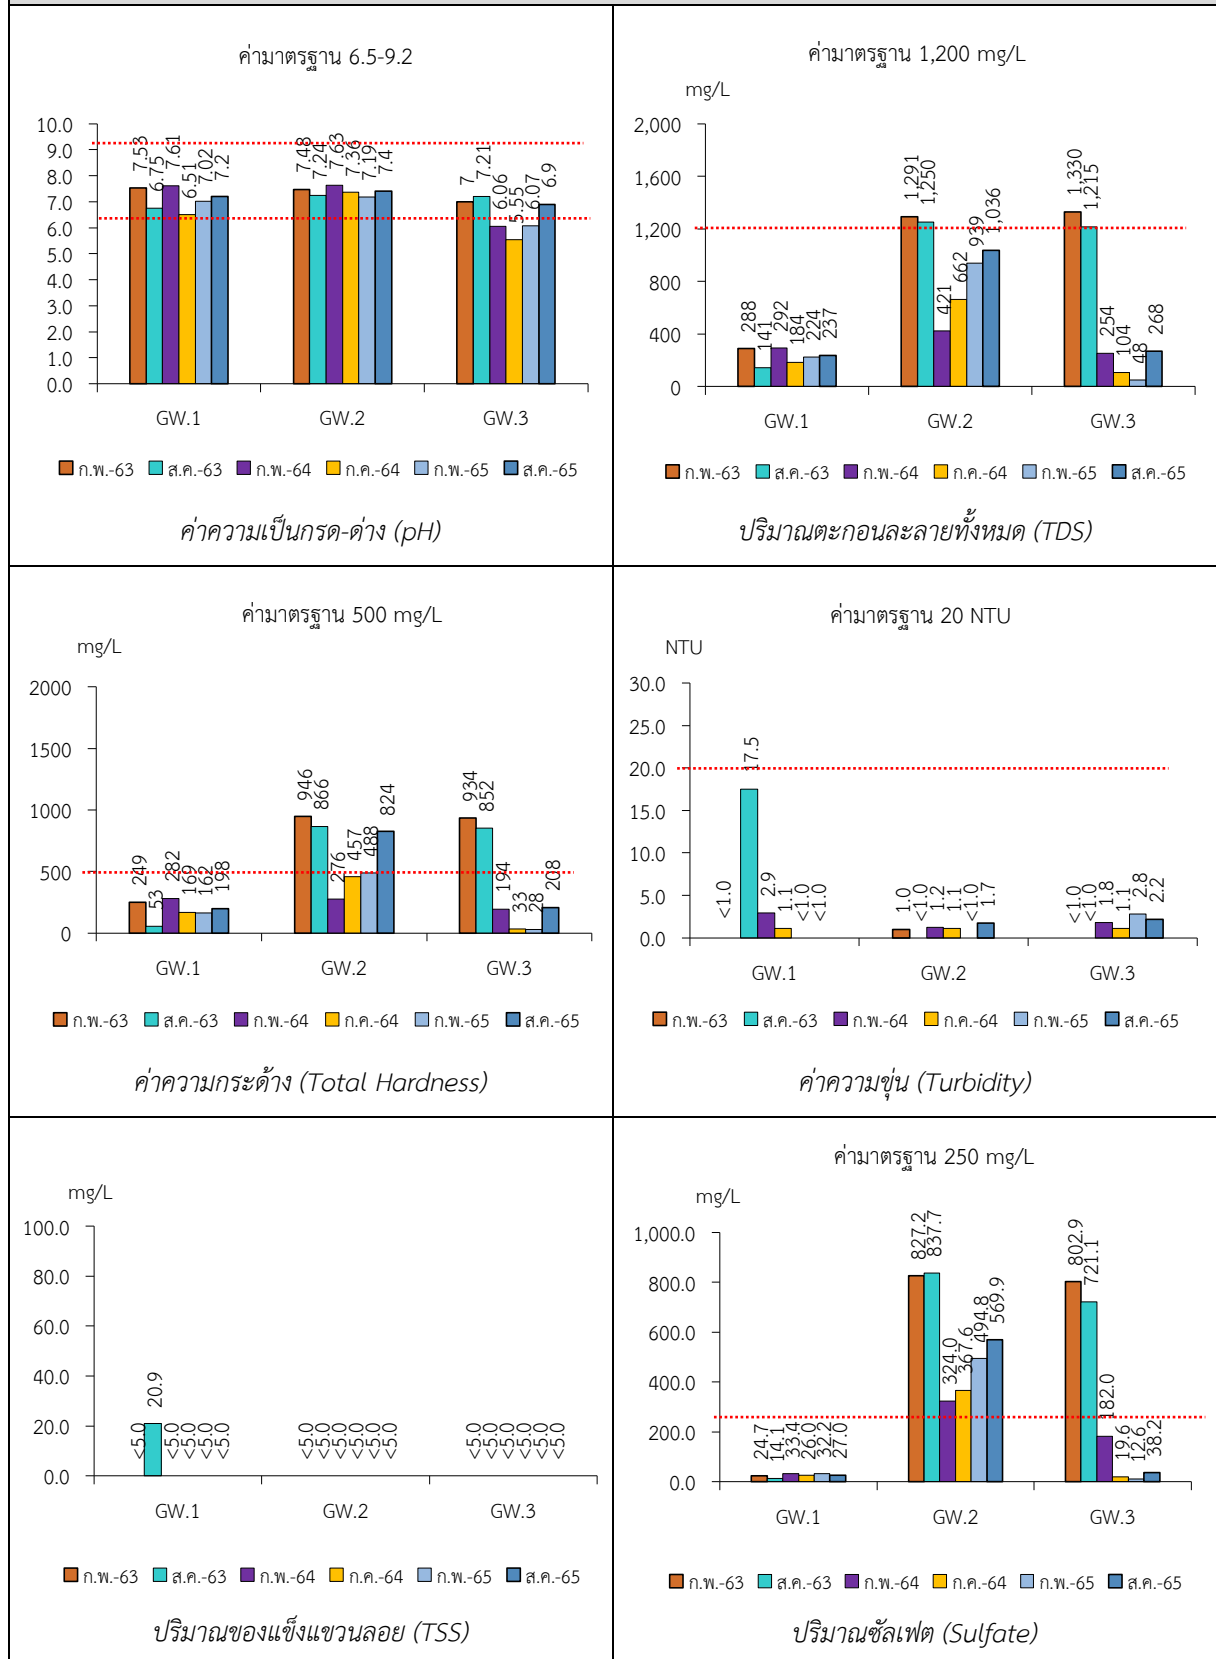 ค่ามาตรฐาน 6.5-9.2
10.0
9.0
8.0
7.0
6.0
5.0
4.0
3.0
2.0
1.0
0.0
7.53 6.75 7.61 6.51 7.02 7.2
7.48 7.24 7.63 7.36 7.19 7.4
7 7.21 6.06 5.55 6.07 6.9
GW.1 GW.2 GW.3
ก.พ.-63 ส.ค.-63 ก.พ.-64 ก.ค.-64 ก.พ.-65 ส.ค.-65
ค่าความเป็นกรด-ด่าง (pH)
ค่ามาตรฐาน 1,200 mg/L
mg/L
2,000
1,600
1,200
800
400
0
288 141 292 184 224 237
1,291 1,250 421 662 939 1,036
1,330 1,215 254 104 48 268
GW.1 GW.2 GW.3
ก.พ.-63 ส.ค.-63 ก.พ.-64 ก.ค.-64 ก.พ.-65 ส.ค.-65
ปริมาณตะกอนละลายทั้งหมด (TDS)
ค่ามาตรฐาน 500 mg/L
mg/L
2000
1500
1000
500
0
249 53 282 169 162 198
946 866 276 457 488 824
934 852 194 33 28 208
GW.1 GW.2 GW.3
ก.พ.-63 ส.ค.-63 ก.พ.-64 ก.ค.-64 ก.พ.-65 ส.ค.-65
ค่าความกระด้าง (Total Hardness)
ค่ามาตรฐาน 20 NTU
NTU
30.0
25.0
20.0
15.0
10.0
5.0
0.0
<1.0 17.5 2.9 1.1 <1.0 <1.0
1.0 <1.0 1.2 1.1 <1.0 1.7
<1.0 <1.0 1.8 1.1 2.8 2.2
GW.1 GW.2 GW.3
ก.พ.-63 ส.ค.-63 ก.พ.-64 ก.ค.-64 ก.พ.-65 ส.ค.-65
ค่าความขุ่น (Turbidity)
mg/L
100.0
80.0
60.0
40.0
20.0
0.0
<5.0 20.9 <5.0 <5.0 <5.0 <5.0
<5.0 <5.0 <5.0 <5.0 <5.0 <5.0
<5.0 <5.0 <5.0 <5.0 <5.0 <5.0
GW.1 GW.2 GW.3
ก.พ.-63 ส.ค.-63 ก.พ.-64 ก.ค.-64 ก.พ.-65 ส.ค.-65
ปริมาณของแข็งแขวนลอย (TSS)
ค่ามาตรฐาน 250 mg/L
mg/L
1,000.0
800.0
600.0
400.0
200.0
0.0
24.7 14.1 33.4 26.0 32.2 27.0
827.2 837.7 324.0 367.6 494.8 569.9
802.9 721.1 182.0 19.6 12.6 38.2
GW.1 GW.2 GW.3
ก.พ.-63 ส.ค.-63 ก.พ.-64 ก.ค.-64 ก.พ.-65 ส.ค.-65
ปริมาณซัลเฟต (Sulfate)